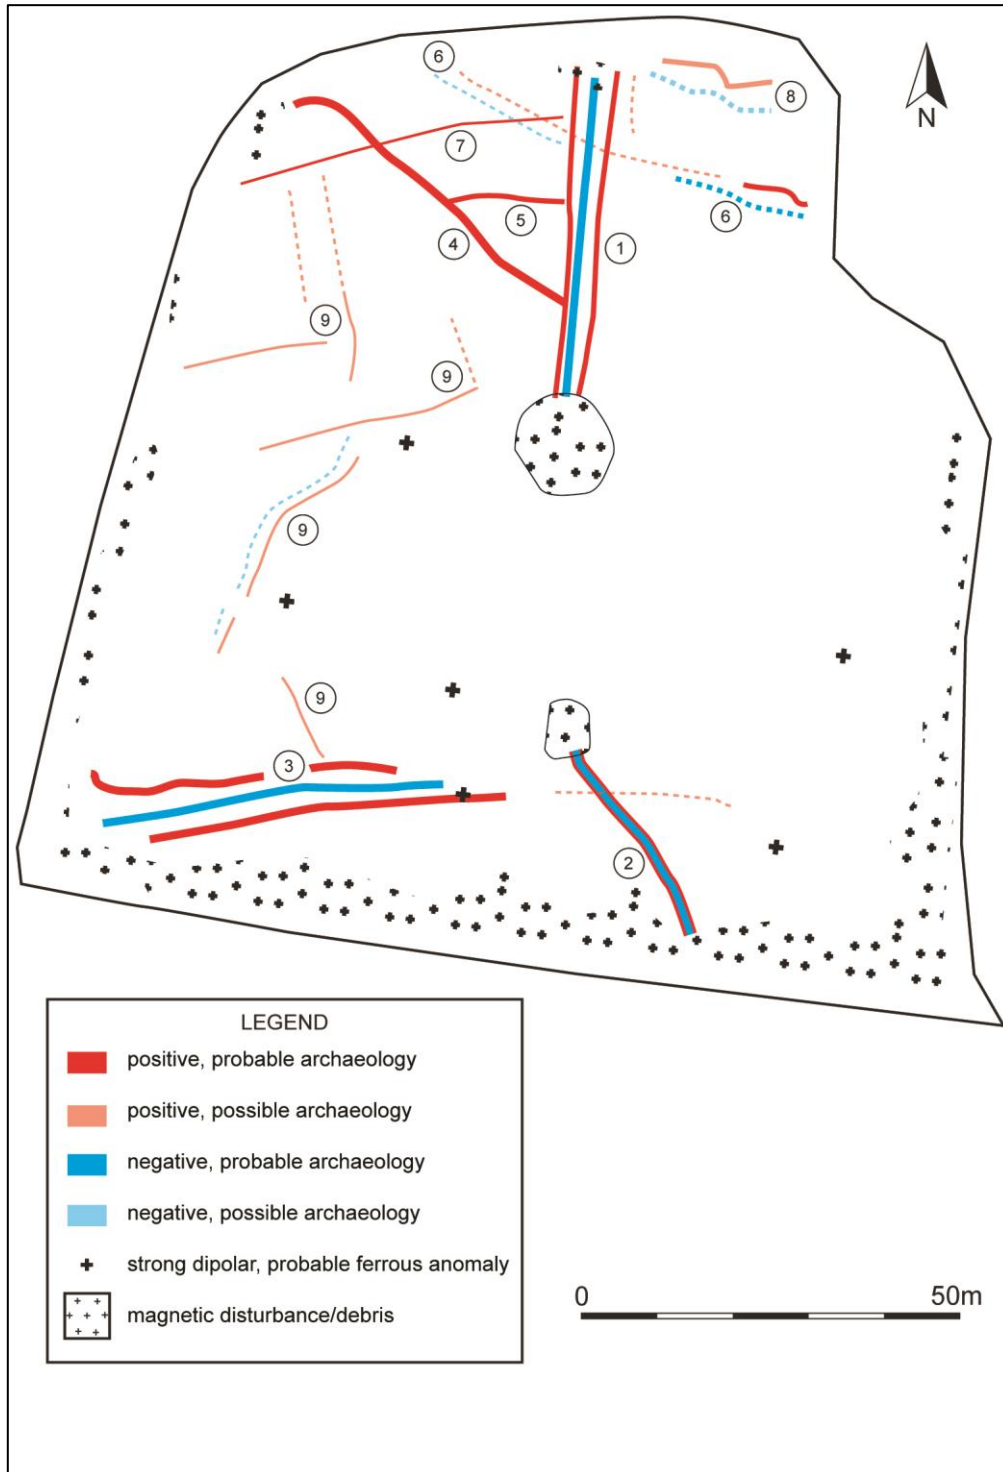 6
8
N
7
6
5
4
1
9
9
9
9
3
2
LEGEND
positive, probable archaeology
positive, possible archaeology
negative, probable archaeology
negative, possible archaeology
strong dipolar, probable ferrous anomaly
magnetic disturbance/debris
0
50m